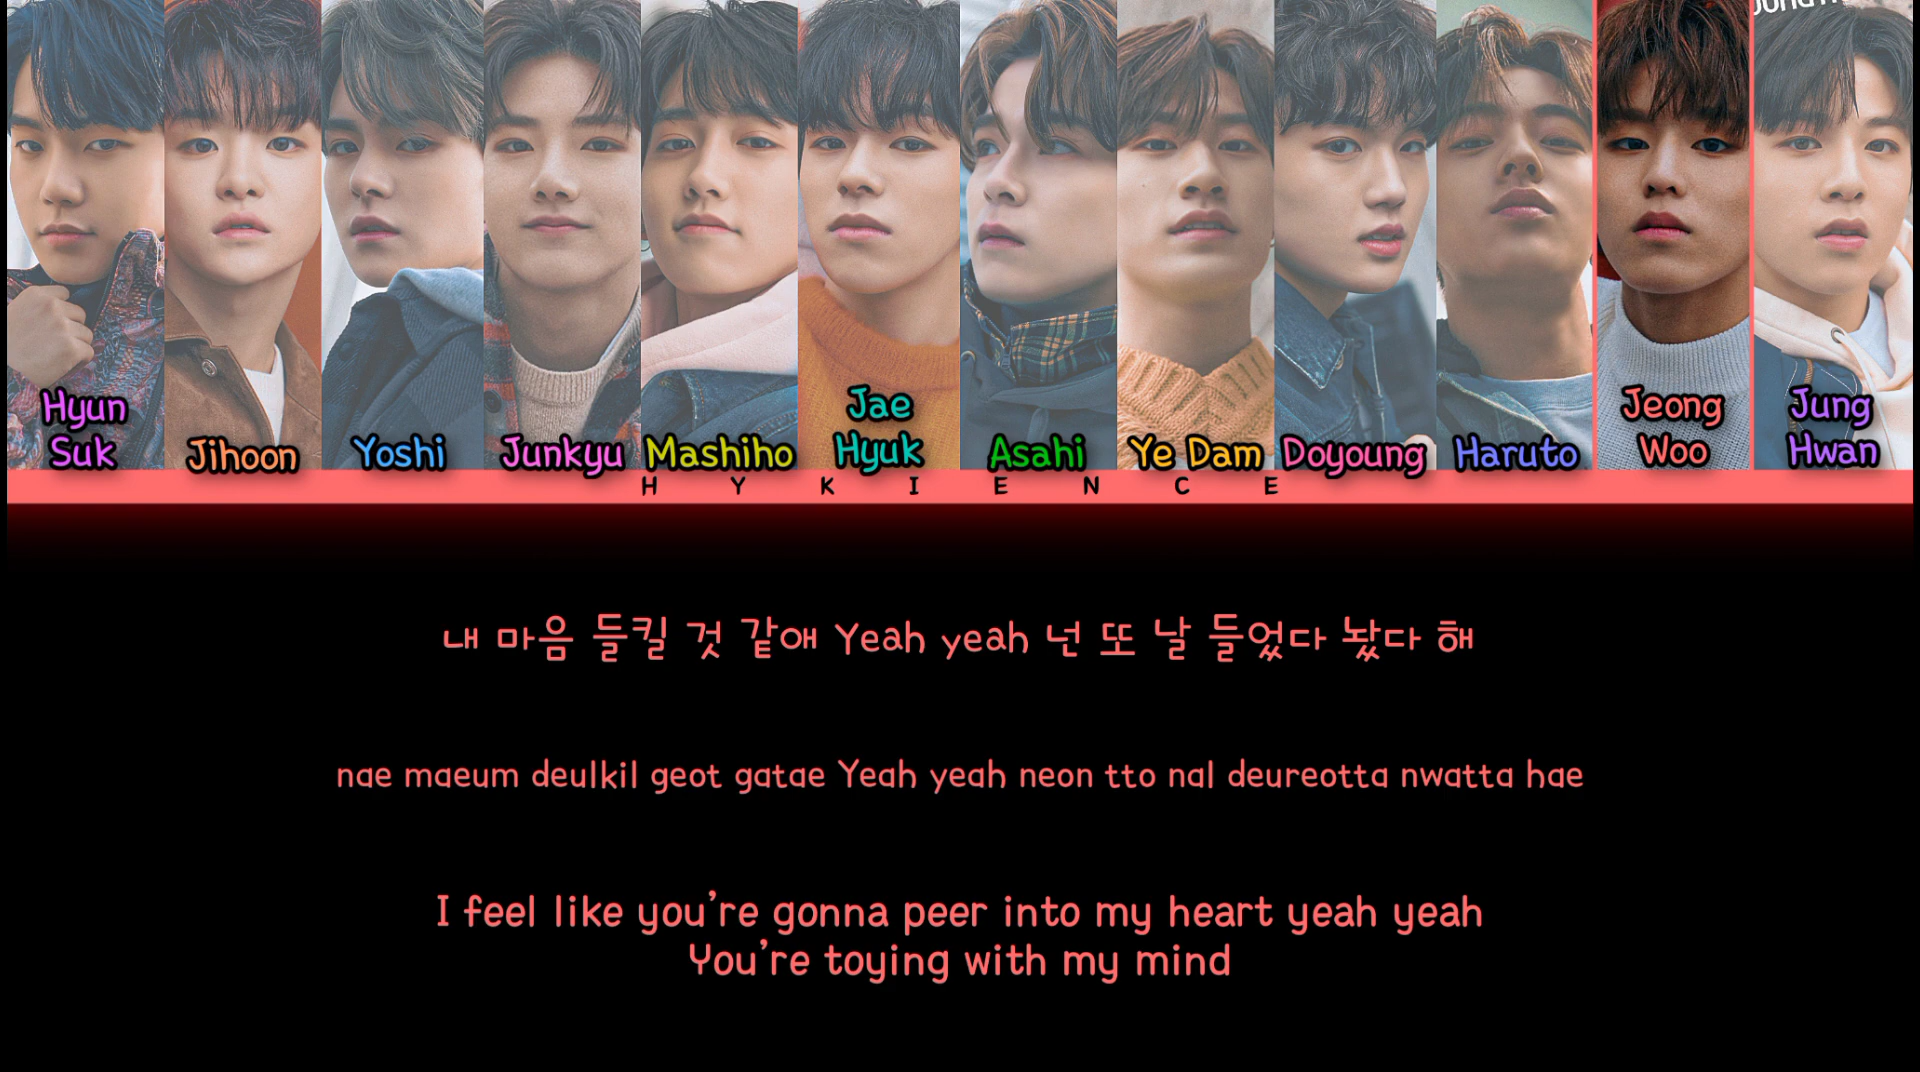 Hyun
Suk
Jihoon
Yoshi
Junkyu
Mashiho
Jae
Hyuk
Asahi
Ye Dam
Doyoung
Haruto
Jeong
Woo
Jung
Hwan
H Y K I E N C E
내 마음 들킬 것 같애 Yeah yeah 넌 또 날 들었다 놨다 해
nae maeum deulkil geot gatae Yeah yeah neon tto nal deureotta nwatta hae
I feel like you're gonna peer into my heart yeah yeah
You're toying with my mind